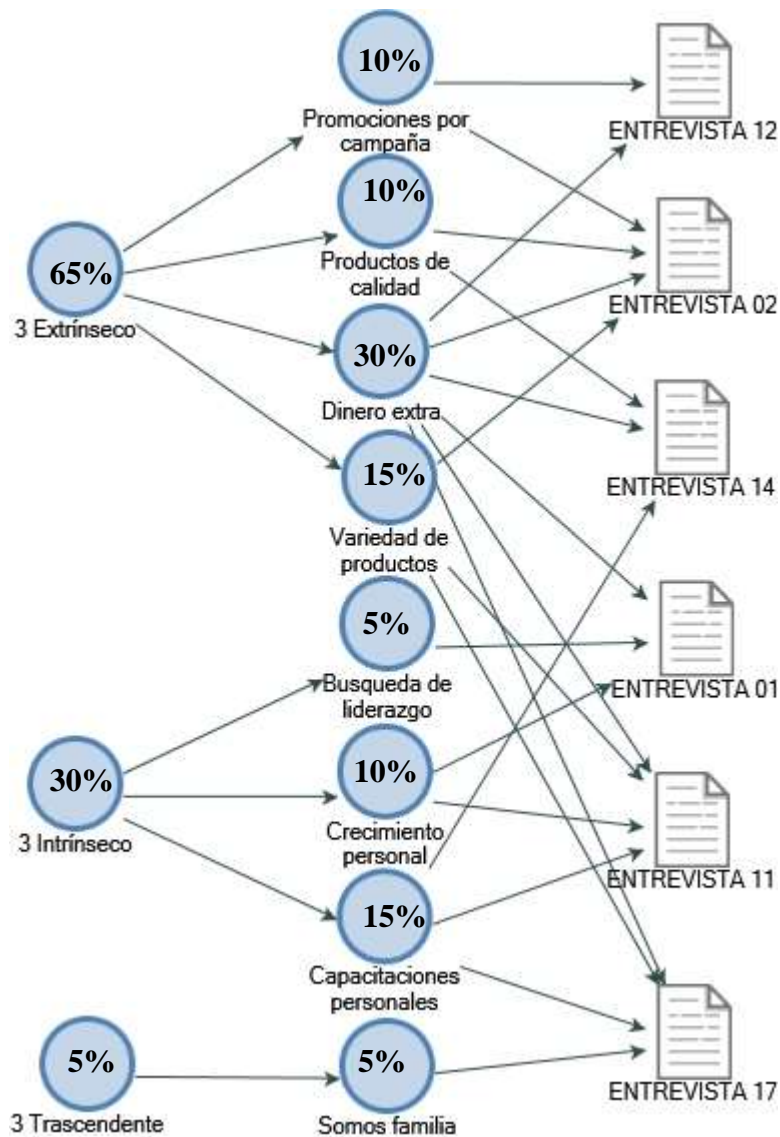 10%
Promociones por
campaña
ENTREVISTA 12
10%
Productos de
calidad
ENTREVISTA 02
65%
3 Extrínseco
30%
Dinero extra
ENTREVISTA 14
15%
Variedad de
productos
5%
Busqueda de
liderazgo
ENTREVISTA 01
30%
3 Intrínseco
10%
Crecimiento
personal
ENTREVISTA 11
15%
Capacitaciones
personales
5%
3 Trascendente
5%
Somos familia
ENTREVISTA 17